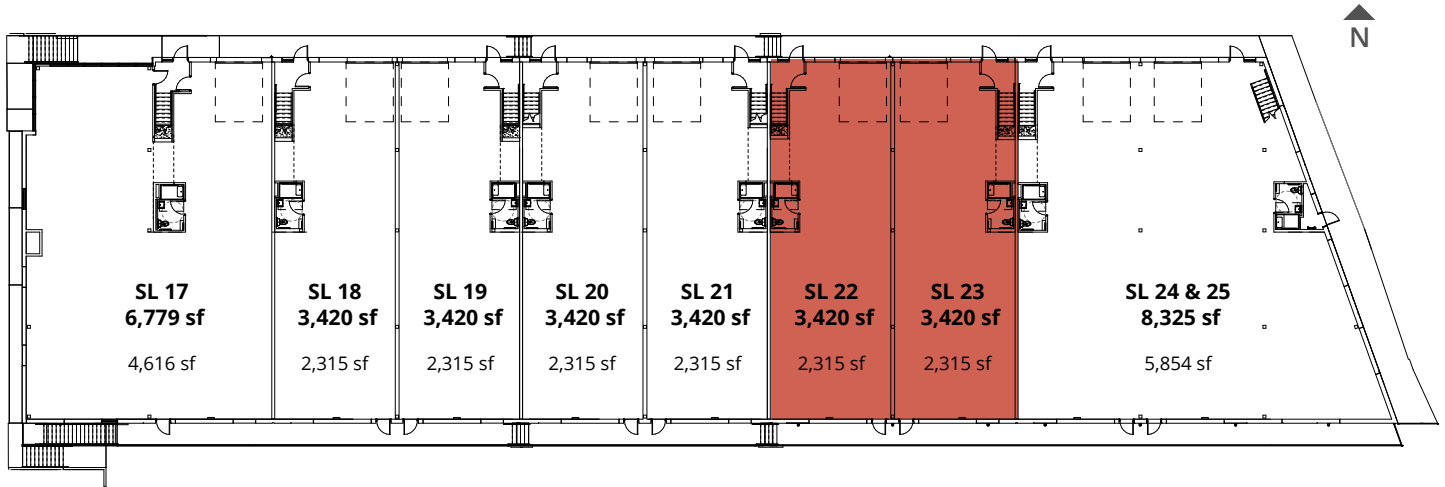 N
SL 17
6,779 sf
4,616 sf
SL 18
3,420 sf
2,315 sf
SL 19
3,420 sf
2,315 sf
SL 20
3,420 sf
2,315 sf
SL 21
3,420 sf
2,315 sf
SL 22
3,420 sf
2,315 sf
SL 23
3,420 sf
2,315 sf
SL 24 & 25
8,325 sf
5,854 sf